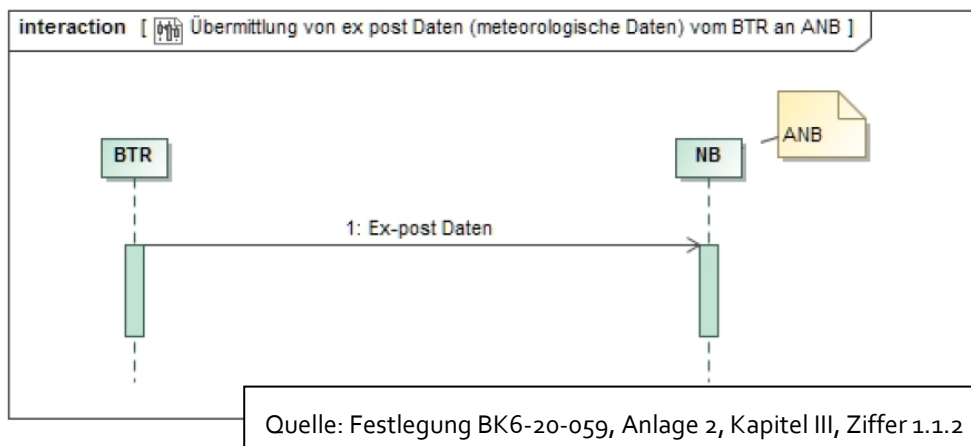 interaction [ Übermittlung von ex post Daten (meteorologische Daten) vom BTR an ANB ]
ANB
BTR
NB
1: Ex-post Daten
Quelle: Festlegung BK6-20-059, Anlage 2, Kapitel III, Ziffer 1.1.2